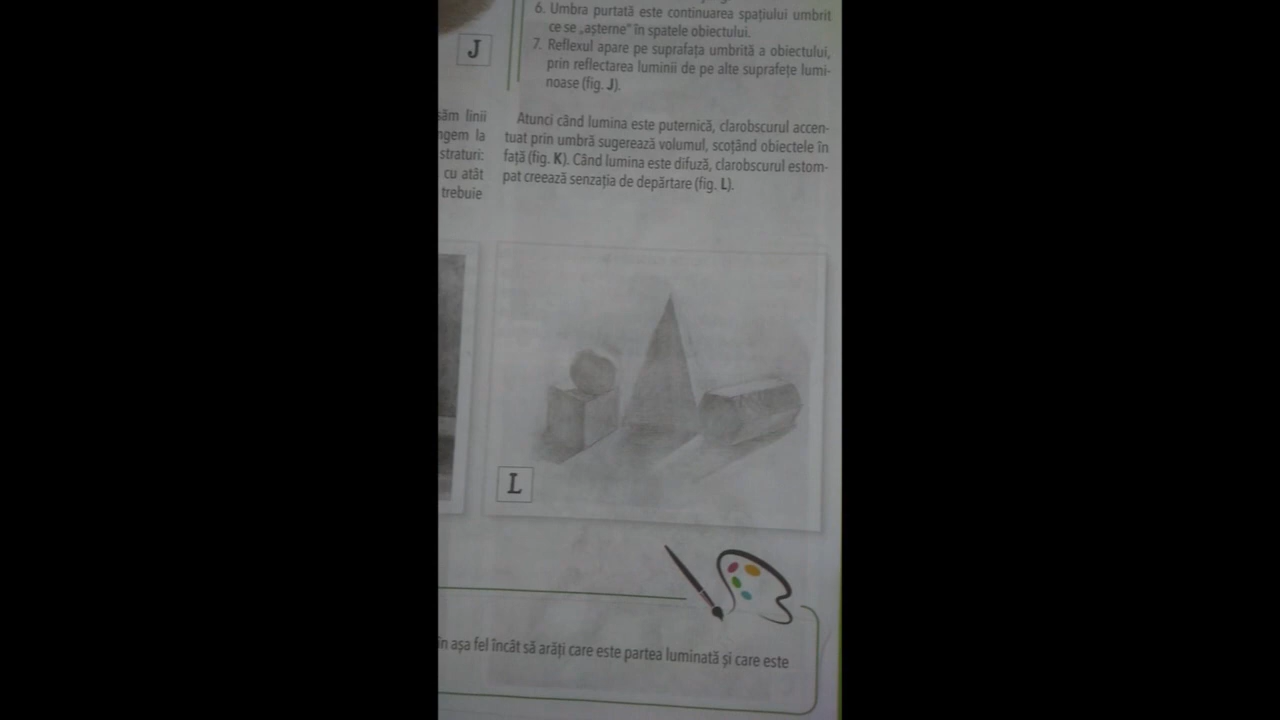 6. Umbra purtată este continuarea spațiului umbrit
ce se „așterne” în spatele obiectului.
7. Reflexul apare pe suprafața umbrită a obiectului,
prin reflectarea luminii de pe alte suprafețe lumi-
noase (fig. J).
J
linii
la
straturi:
cu atât
trebuie
Atunci când lumina este puternică, clarobscurul accen-
tuat prin umbră sugerează volumul, scoțând obiectele în
față (fig. K). Când lumina este difuză, clarobscurul estom-
pat creează senzația de depărtare (fig. L).
L
în așa fel încât să arăți care este partea luminată și care este